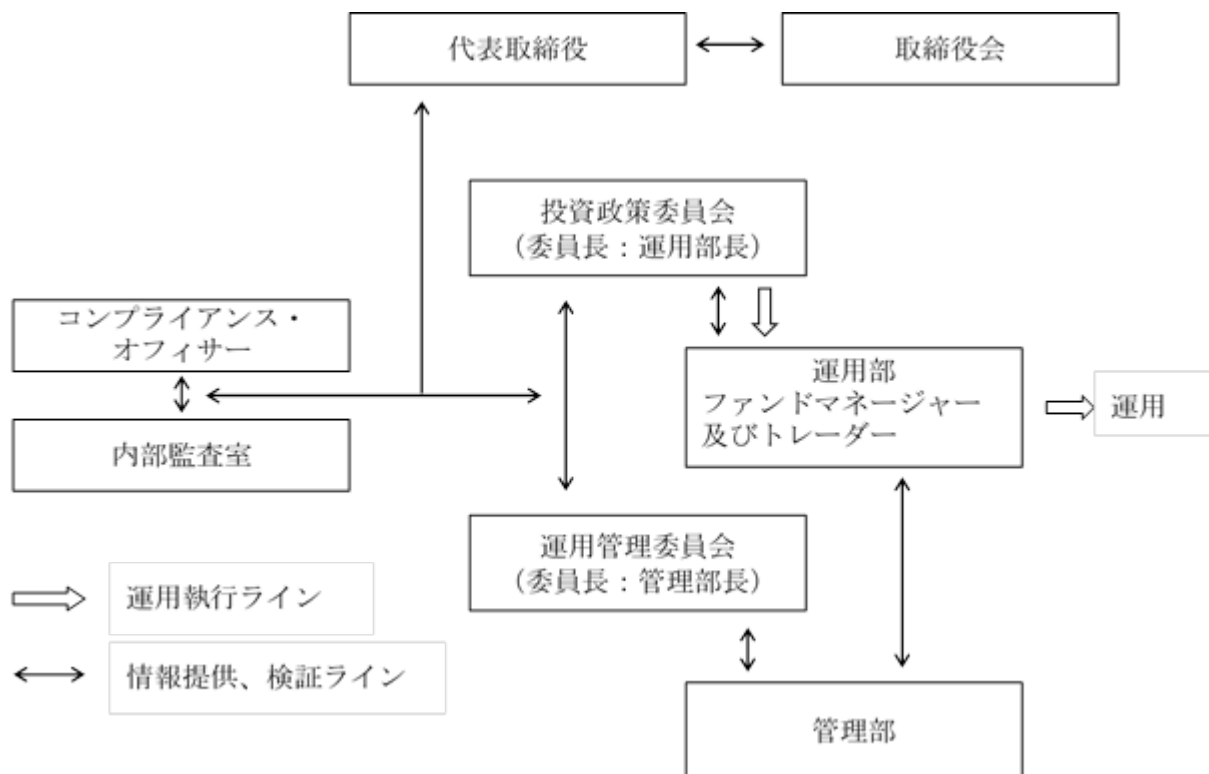 代表取締役
取締役会
投資政策委員会
（委員長：運用部長）
コンプライアンス・
オフィサー
運用部
ファンドマネージャー
及びトレーダー
運用
内部監査室
運用管理委員会
（委員長：管理部長）
運用執行ライン
情報提供、検証ライン
管理部